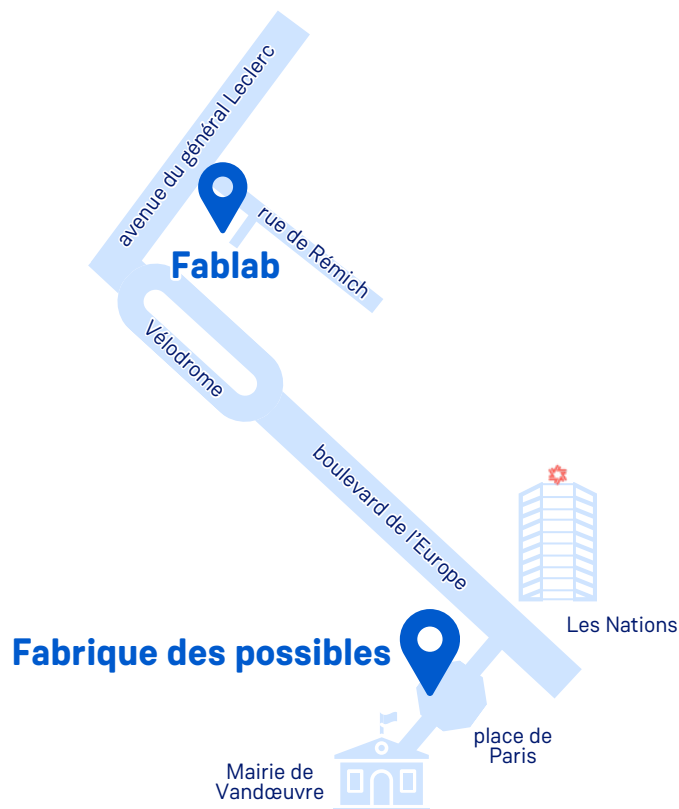 avenue du général Leclerc
rue de Rémich
Fablab
Vélodrome
boulevard de l'Europe
Les Nations
Fabrique des possibles
place de
Paris
Mairie de
Vandœuvre